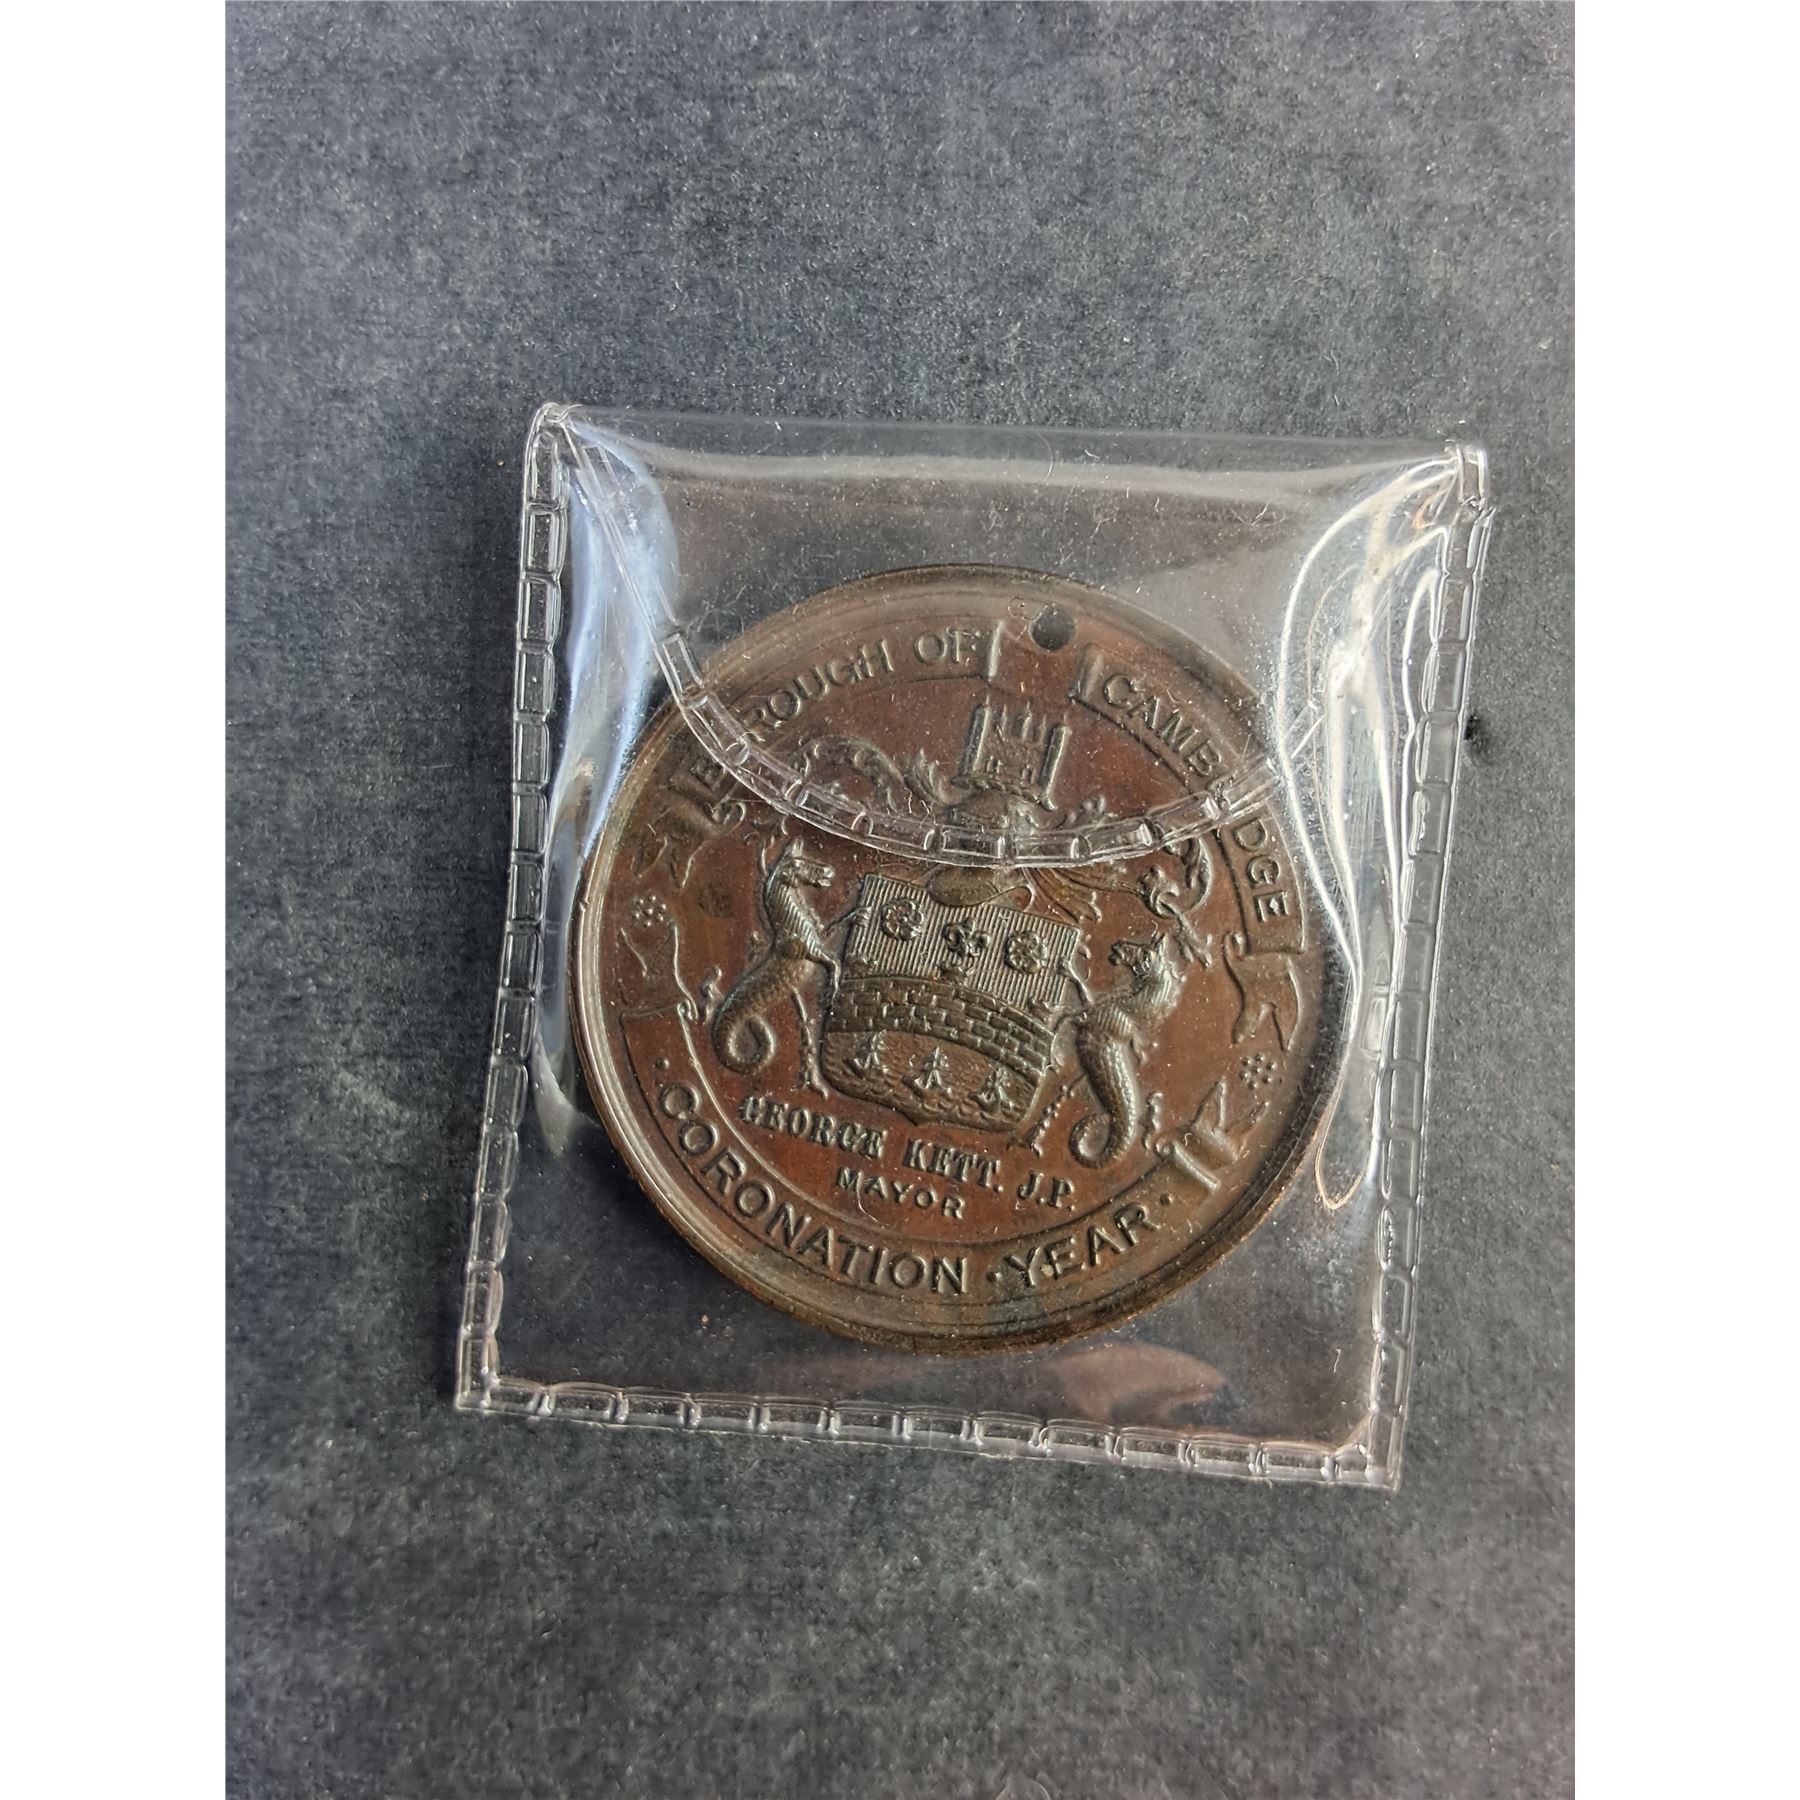 BOROUGH OF CAMBRIDGE
GEORGE KETT. J.P.
MAYOR
· CORONATION · YEAR ·